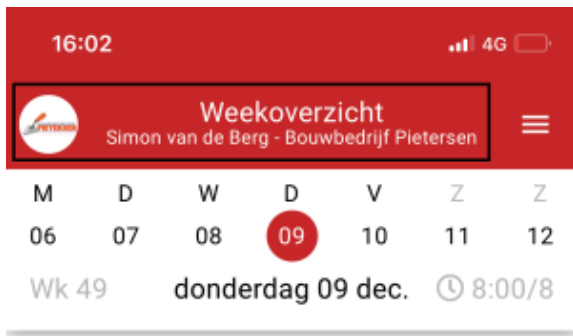 16:02 4G
PIETERSEN
Weekoverzicht
Simon van de Berg - Bouwbedrijf Pietersen
M D W D V Z Z
06 07 08 09 10 11 12
Wk 49 donderdag 09 dec. 8:00/8